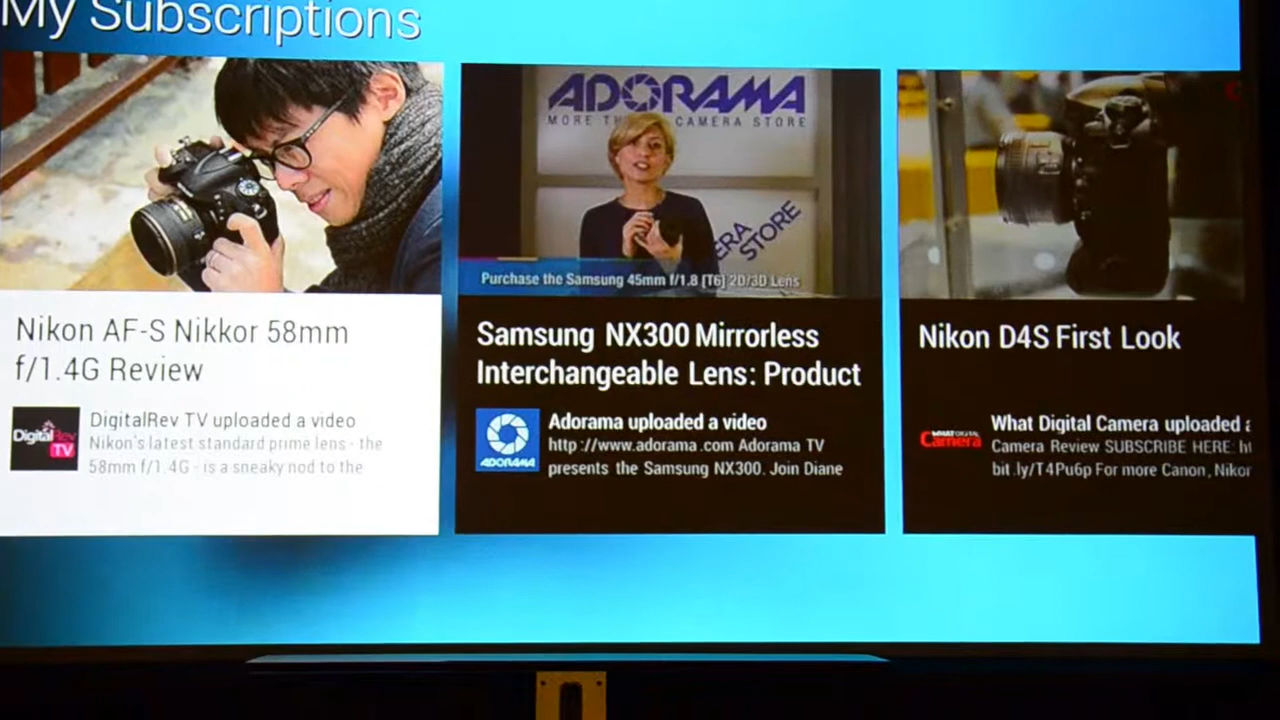 My Subscriptions
ADORAMA
MORE THAN A CAMERA STORE
ERA
STORE
Purchase the Samsung 45mm f/1.8 [T6] 2D/3D Lens
Nikon AF-S Nikkor 58mm
f/1.4G Review
DigitalRev
TV
DigitalRev TV uploaded a video
Nikon's latest standard prime lens - the
58mm f/1.4G - is a sneaky nod to the
Samsung NX300 Mirrorless
Interchangeable Lens: Product
ADORAMA
Adorama uploaded a video
http://www.adorama.com Adorama TV
presents the Samsung NX300. Join Diane
Nikon D4S First Look
WHAT DIGITAL
Camera
What Digital Camera uploaded a
Camera Review SUBSCRIBE HERE: ht
bit.ly/T4Pu6p For more Canon, Nikon